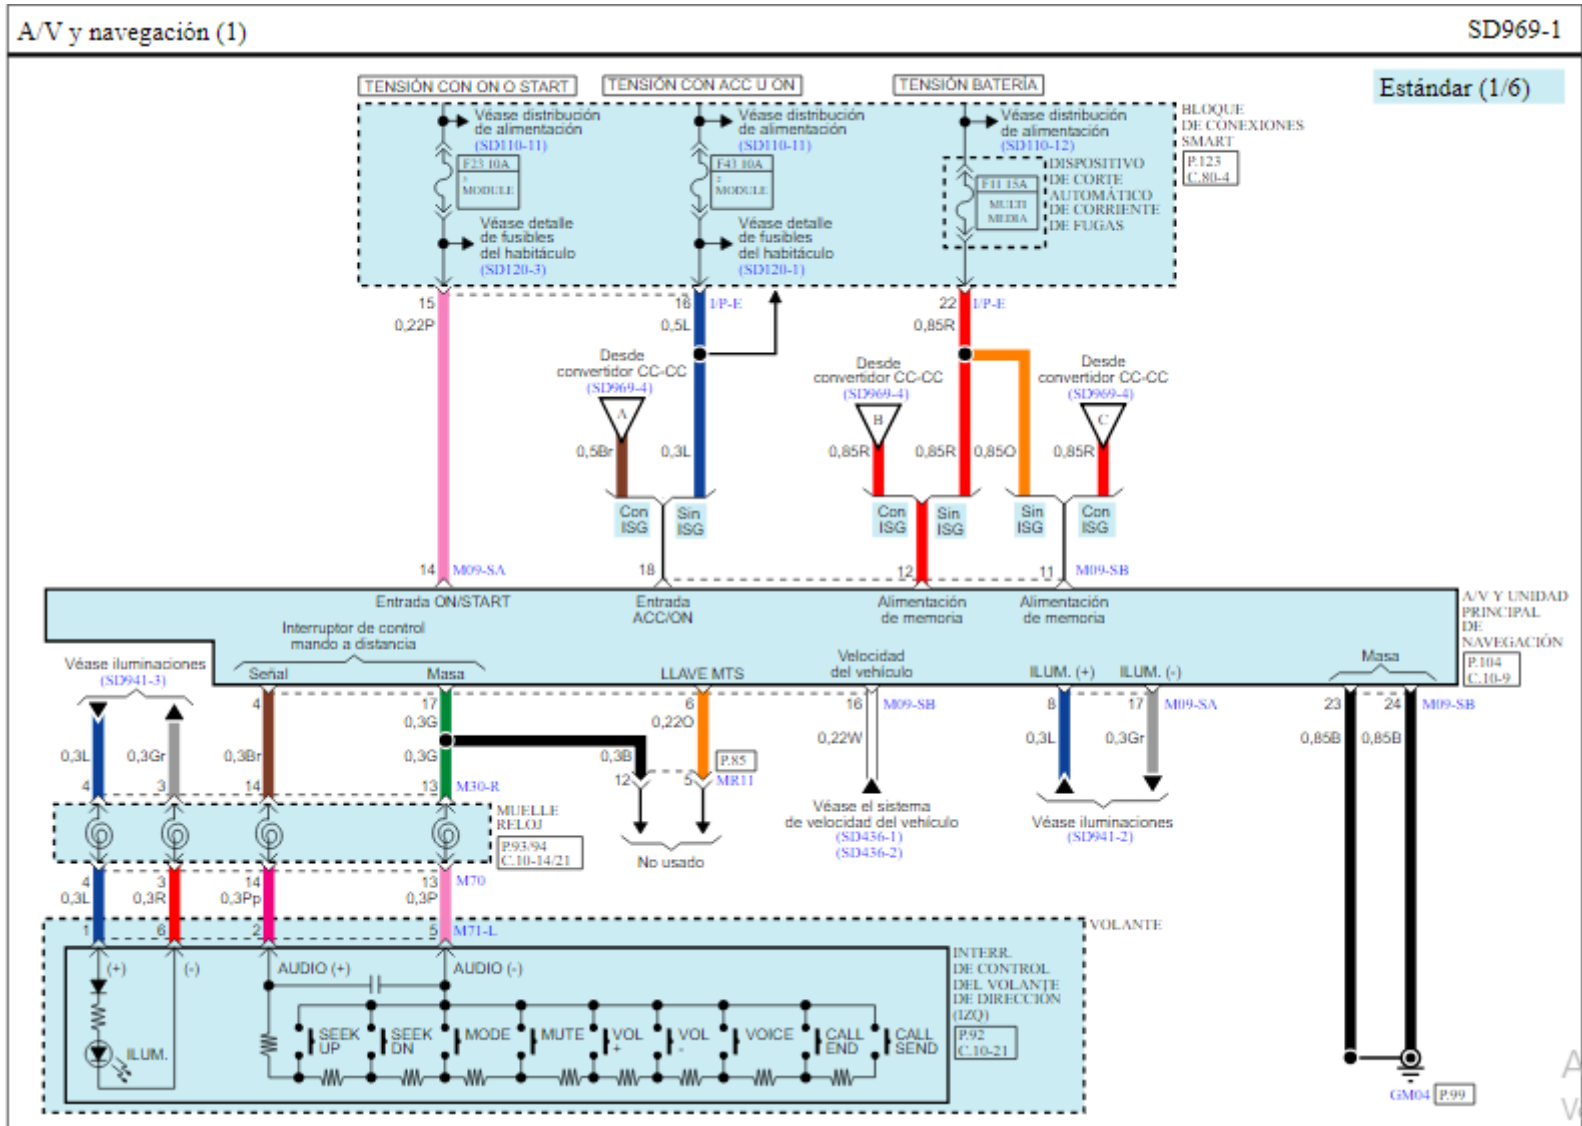 A/V y navegación (1)
SD969-1
Estándar (1/6)
TENSIÓN CON ON O START
TENSIÓN CON ACC U ON
TENSIÓN BATERÍA
Véase distribución
de alimentación
(SD110-11)
Véase distribución
de alimentación
(SD110-11)
Véase distribución
de alimentación
(SD110-12)
BLOQUE
DE CONEXIONES
SMART
P.123
C.80-4
F23 10A
3
MODULE
F43 10A
2
MODULE
F11 15A
MULTI
MEDIA
DISPOSITIVO
DE CORTE
AUTOMÁTICO
DE CORRIENTE
DE FUGAS
Véase detalle
de fusibles
del habitáculo
(SD120-3)
Véase detalle
de fusibles
del habitáculo
(SD120-1)
15
16 I/P-E
22 I/P-E
0,22P
0,5L
0,85R
Desde
convertidor CC-CC
(SD969-4)
Desde
convertidor CC-CC
(SD969-4)
Desde
convertidor CC-CC
(SD969-4)
A
B
C
0,5Br
0,3L
0,85R
0,85R
0,85O
0,85R
Con
ISG
Sin
ISG
Con
ISG
Sin
ISG
Sin
ISG
Con
ISG
14 M09-SA
18
12
11 M09-SB
Entrada ON/START
Entrada
ACC/ON
Alimentación
de memoria
Alimentación
de memoria
A/V Y UNIDAD
PRINCIPAL
DE
NAVEGACIÓN
P.104
C.10-9
Interruptor de control
mando a distancia
Señal
Masa
LLAVE MTS
Velocidad
del vehículo
ILUM. (+)
ILUM. (-)
Masa
Véase iluminaciones
(SD941-3)
4
17
6
16 M09-SB
8
17 M09-SA
23
24 M09-SB
0,3G
0,22O
0,22W
0,3L
0,3Gr
0,85B
0,85B
0,3L
0,3Gr
0,3Br
0,3G
0,3B
P.85
4
3
14
13 M30-R
12
5 MR11
MUELLE
RELOJ
P.93/94
C.10-14/21
No usado
Véase el sistema
de velocidad del vehículo
(SD436-1)
(SD436-2)
Véase iluminaciones
(SD941-2)
4
3
14
13 M70
0,3L
0,3R
0,3Pp
0,3P
1
6
2
5 M71-L
VOLANTE
(+)
(-)
AUDIO (+)
AUDIO (-)
INTERR.
DE CONTROL
DEL VOLANTE
DE DIRECCIÓN
(IZQ)
P.92
C.10-21
ILUM.
SEEK
UP
SEEK
DN
MODE
MUTE
VOL
+
VOL
-
VOICE
CALL
END
CALL
SEND
GM04 P.99